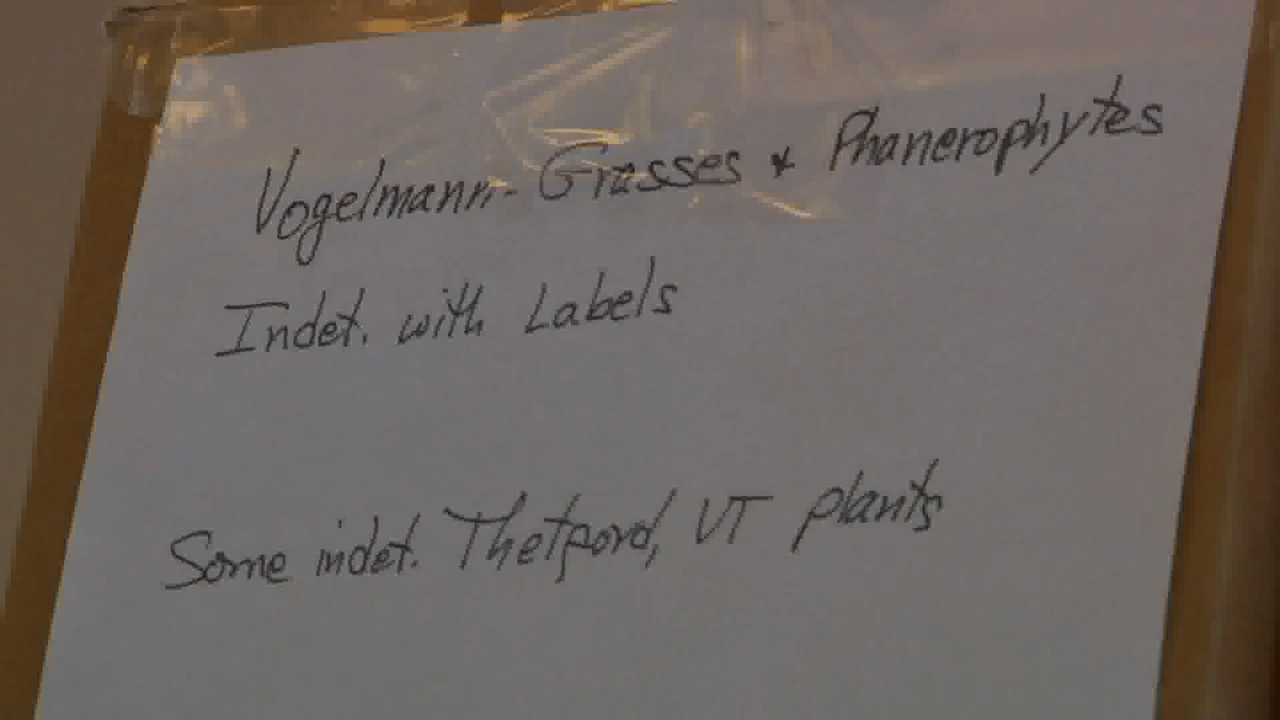 Vogelmann- Grasses & Phanerophytes
Indet. with Labels
Some indet. Thetford, VT plants